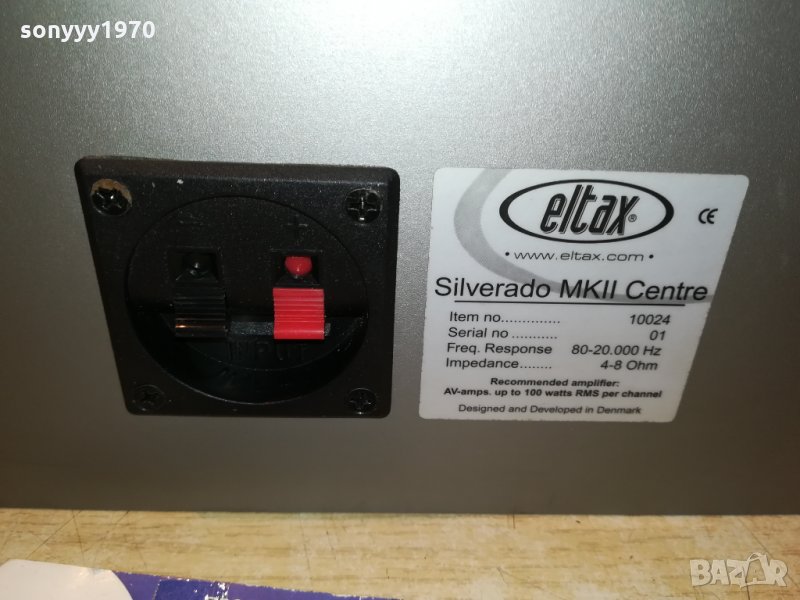 sonyyy1970
+
INPUT
eltax®
• www.eltax.com •
CE
Silverado MKII Centre
Item no.............. 10024
Serial no ........... 01
Freq. Response 80-20.000 Hz
Impedance........ 4-8 Ohm
Recommended amplifier:
AV-amps. up to 100 watts RMS per channel
Designed and Developed in Denmark
BAZAR